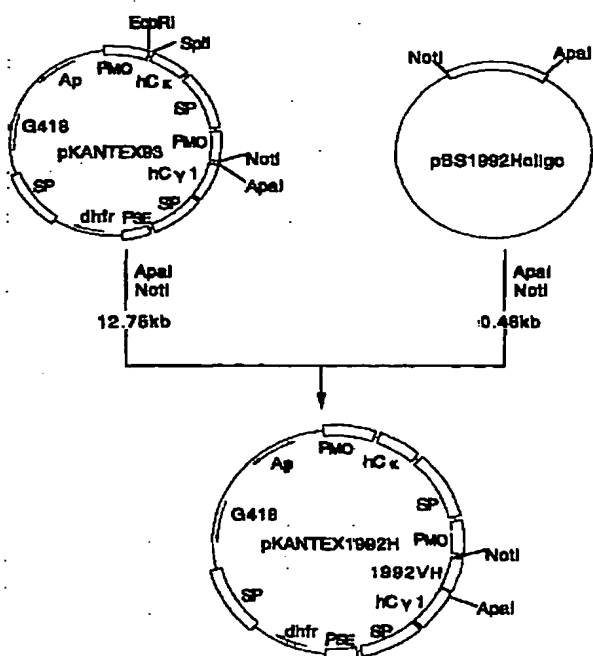 EcoRI
SplI
PMO
hCκ
Ap
SP
G418
pKANTEX93
PMO
NotI
hCγ1
ApaI
SP
SP
dhfr
PSE
NotI
ApaI
pBS1992Holigo
ApaI
NotI
12.75kb
ApaI
NotI
0.46kb
PMO
hCκ
Ap
SP
G418
pKANTEX1992H
PMO
NotI
1992VH
hCγ1
ApaI
SP
SP
dhfr
PSE